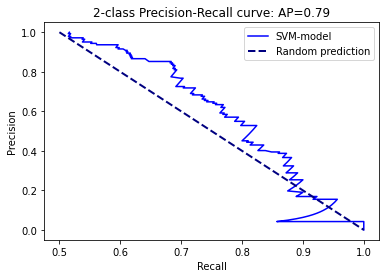 2-class Precision-Recall curve: AP=0.79
SVM-model
Random prediction
Precision
1.0
0.8
0.6
0.4
0.2
0.0
0.5 0.6 0.7 0.8 0.9 1.0
Recall